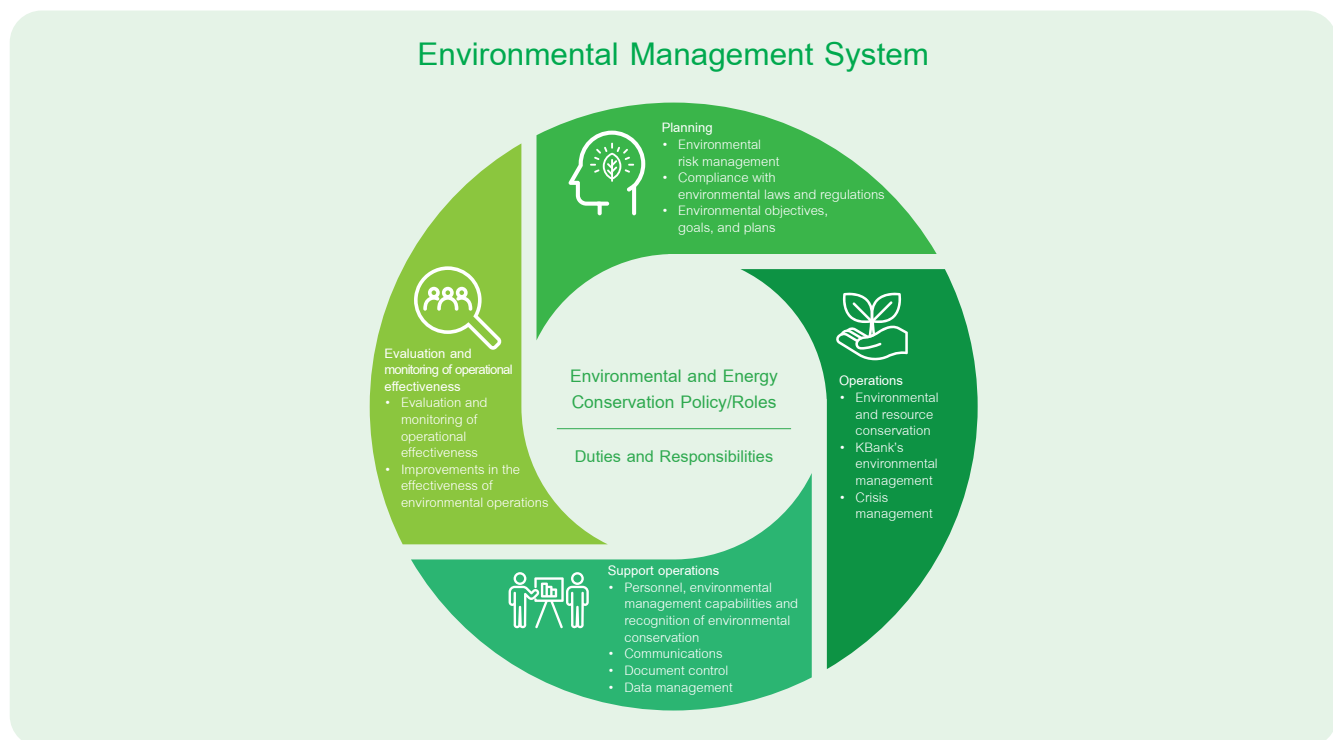 Environmental Management System
Planning
• Environmental
risk management
• Compliance with
environmental laws and regulations
• Environmental objectives,
goals, and plans
Operations
• Environmental
and resource
conservation
• KBank's
environmental
management
• Crisis
management
Support operations
• Personnel, environmental
management capabilities and
recognition of environmental
conservation
• Communications
• Document control
• Data management
Evaluation and
monitoring of operational
effectiveness
• Evaluation and
monitoring of
operational
effectiveness
• Improvements in the
effectiveness of
environmental operations
Environmental and Energy
Conservation Policy/Roles
Duties and Responsibilities